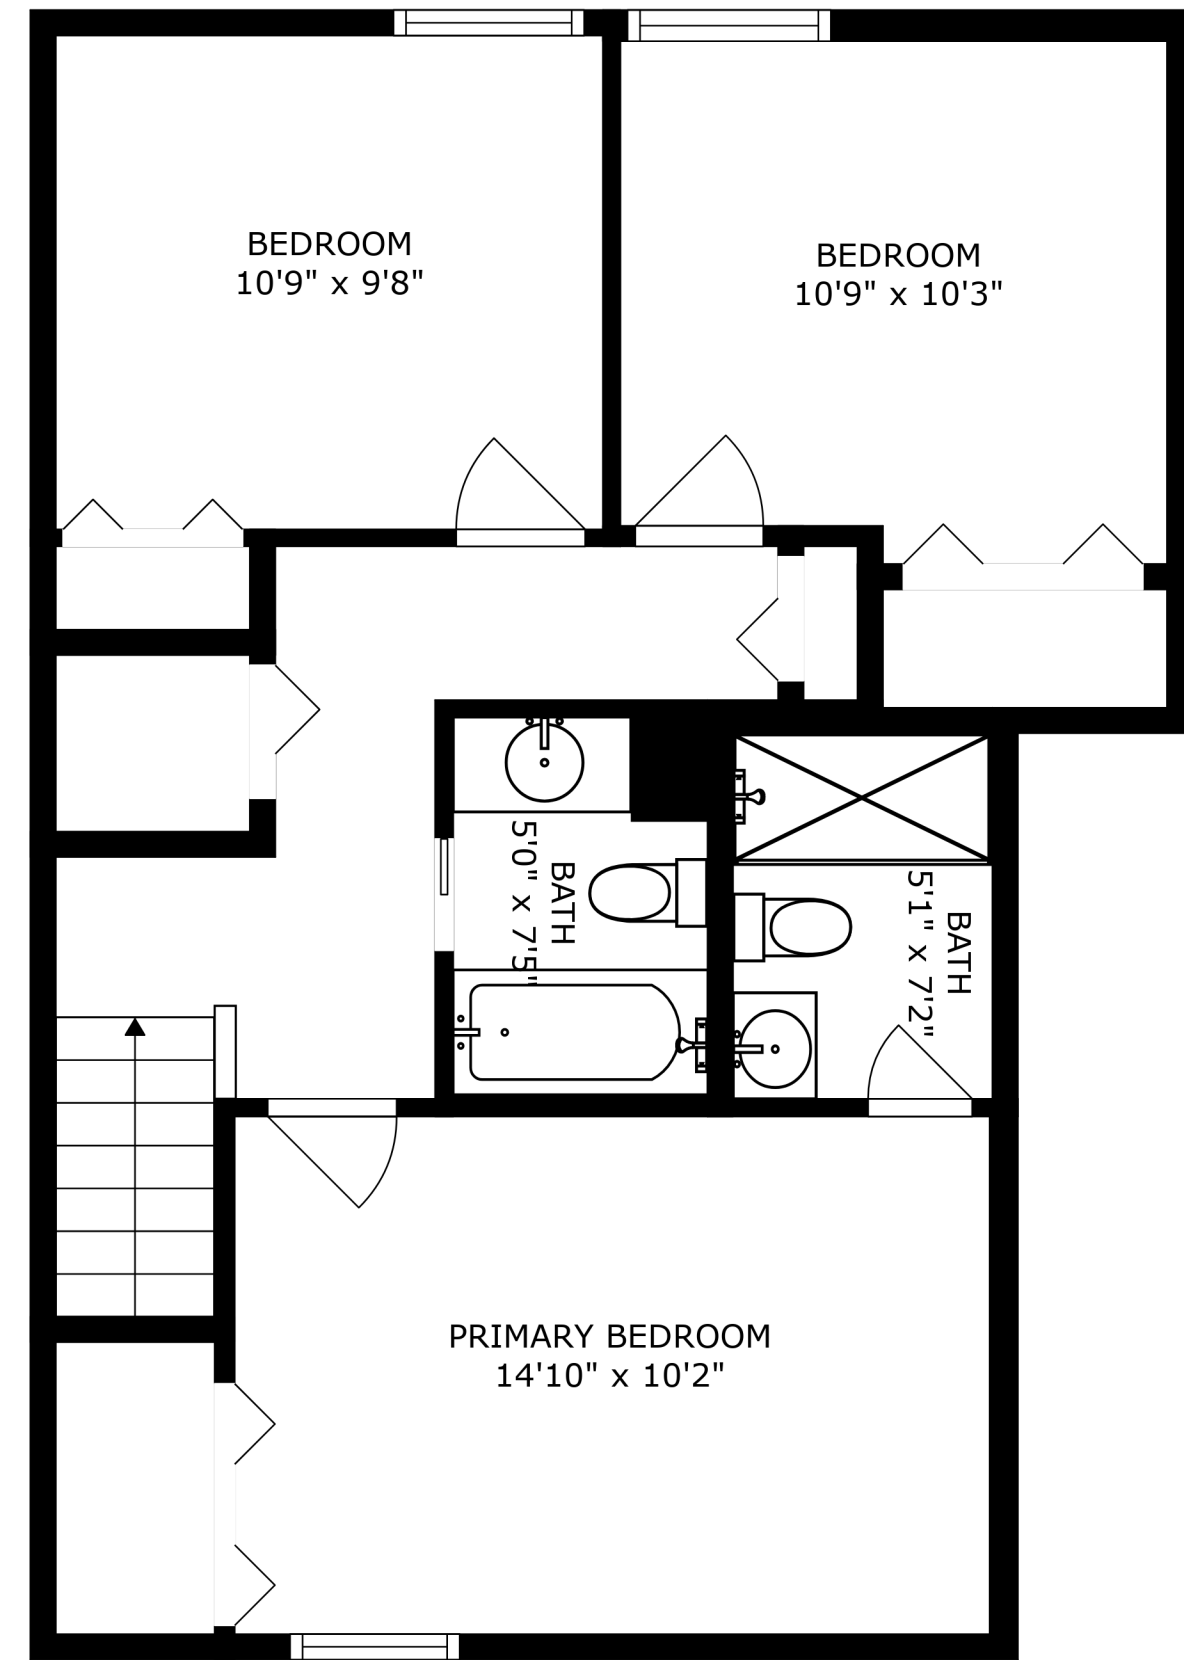 BEDROOM
10'9" x 9'8"
BEDROOM
10'9" x 10'3"
BATH
5'0" x 7'5"
BATH
5'1" x 7'2"
PRIMARY BEDROOM
14'10" x 10'2"